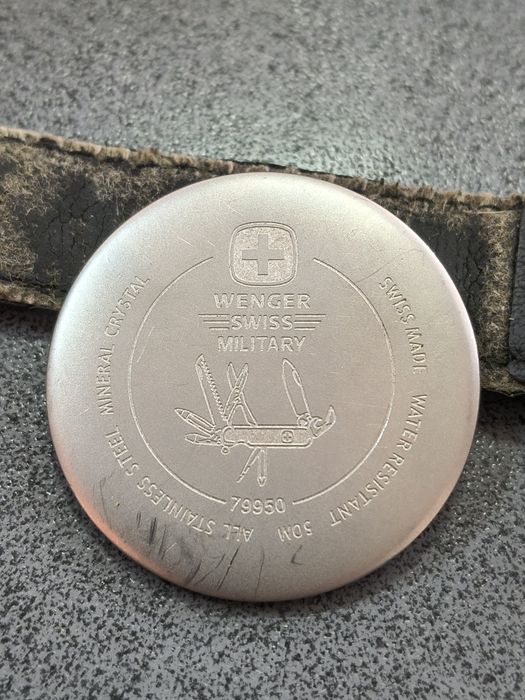 WENGER
SWISS
MILITARY
79950
SWISS MADE WATER RESISTANT 50M ALL STAINLESS STEEL MINERAL CRYSTAL